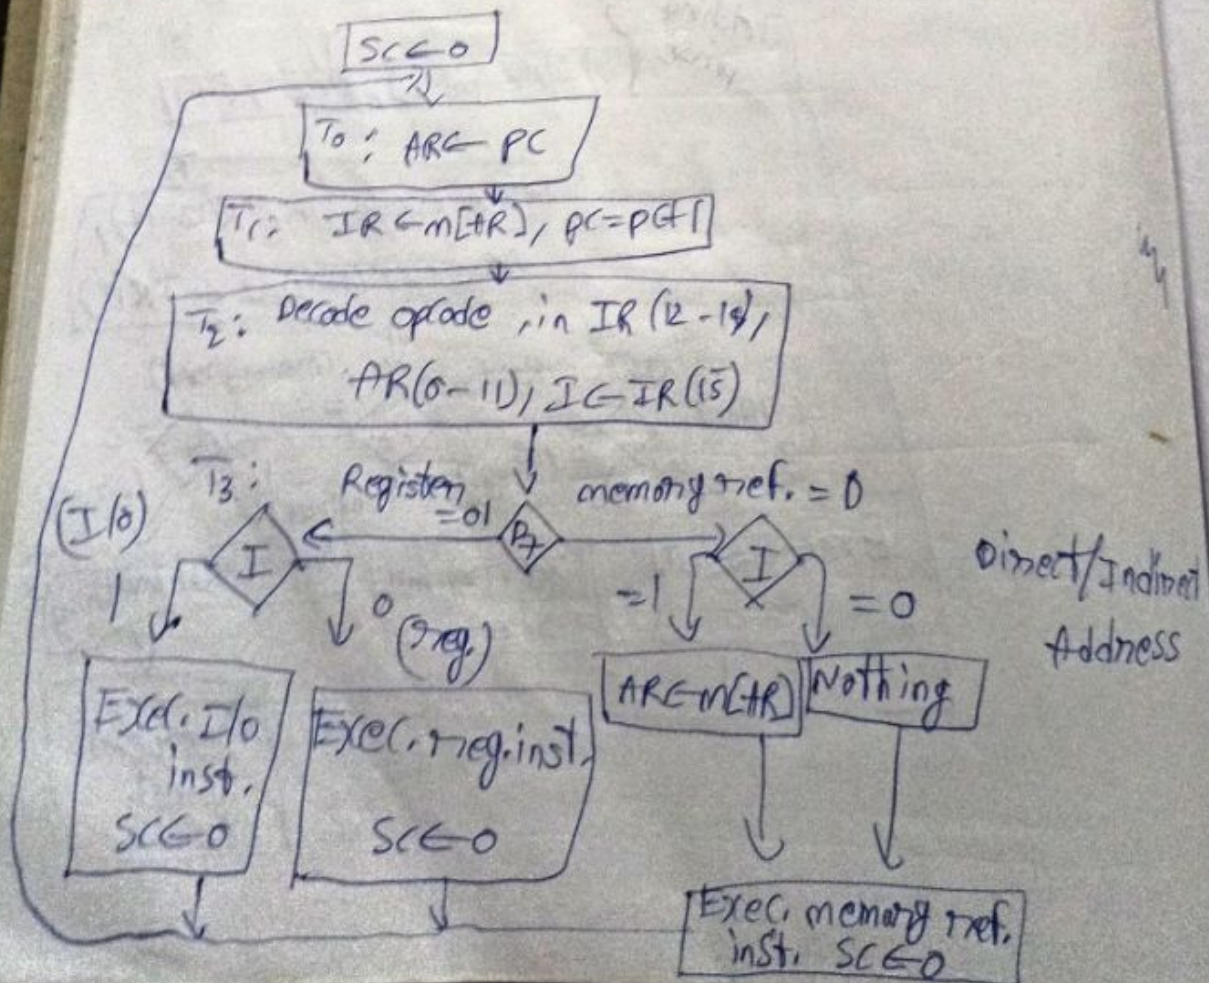 SC←0
T0: AR← PC
T1: IR←m[AR], PC=PC+1
T2: Decode opcode, in IR(12-14),
AR(0-11), I←IR(15)
T3: Register =01
memory ref. = 0
(I/0)
I
D7
I
1
0
(reg.)
=1
=0
Direct/Indirect
Address
Exec. I/0
inst.
SC←0
Exec. reg. inst.
SC←0
AR←m[AR]
Nothing
Exec. memory ref.
inst. SC←0